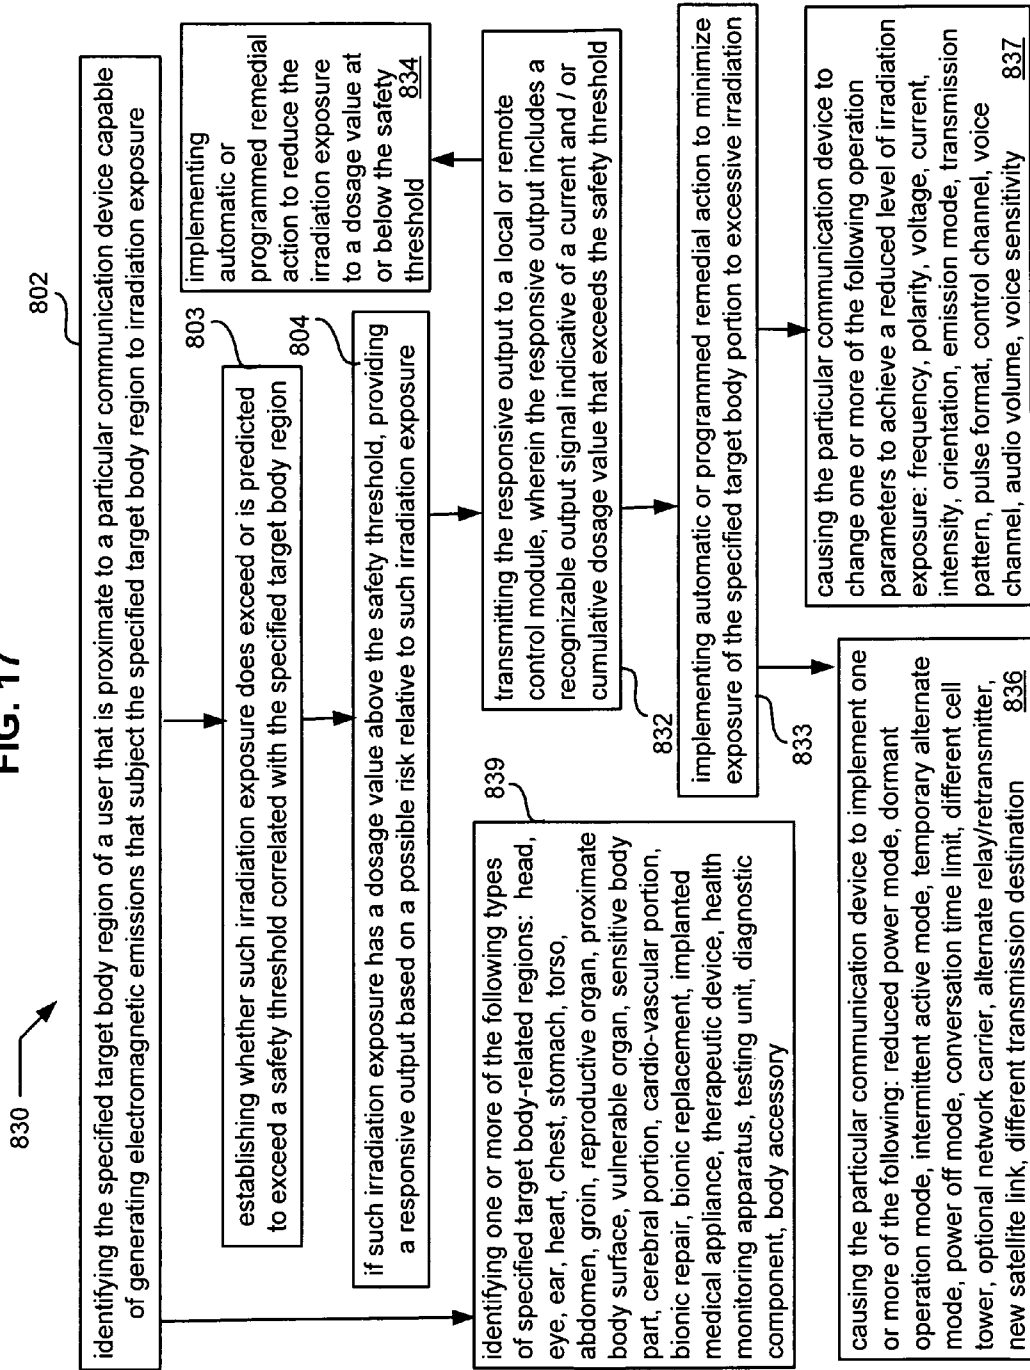 FIG. 17
830
802
identifying the specified target body region of a user that is proximate to a particular communication device capable
of generating electromagnetic emissions that subject the specified target body region to irradiation exposure
803
establishing whether such irradiation exposure does exceed or is predicted
to exceed a safety threshold correlated with the specified target body region
804
if such irradiation exposure has a dosage value above the safety threshold, providing
a responsive output based on a possible risk relative to such irradiation exposure
implementing
automatic or
programmed remedial
action to reduce the
irradiation exposure
to a dosage value at
or below the safety
threshold 834
839
identifying one or more of the following types
of specified target body-related regions: head,
eye, ear, heart, chest, stomach, torso,
abdomen, groin, reproductive organ, proximate
body surface, vulnerable organ, sensitive body
part, cerebral portion, cardio-vascular portion,
bionic repair, bionic replacement, implanted
medical appliance, therapeutic device, health
monitoring apparatus, testing unit, diagnostic
component, body accessory
transmitting the responsive output to a local or remote
control module, wherein the responsive output includes a
recognizable output signal indicative of a current and / or
cumulative dosage value that exceeds the safety threshold
832
implementing automatic or programmed remedial action to minimize
exposure of the specified target body portion to excessive irradiation
833
causing the particular communication device to implement one
or more of the following: reduced power mode, dormant
operation mode, intermittent active mode, temporary alternate
mode, power off mode, conversation time limit, different cell
tower, optional network carrier, alternate relay/retransmitter,
new satellite link, different transmission destination 836
causing the particular communication device to
change one or more of the following operation
parameters to achieve a reduced level of irradiation
exposure: frequency, polarity, voltage, current,
intensity, orientation, emission mode, transmission
pattern, pulse format, control channel, voice
channel, audio volume, voice sensitivity 837